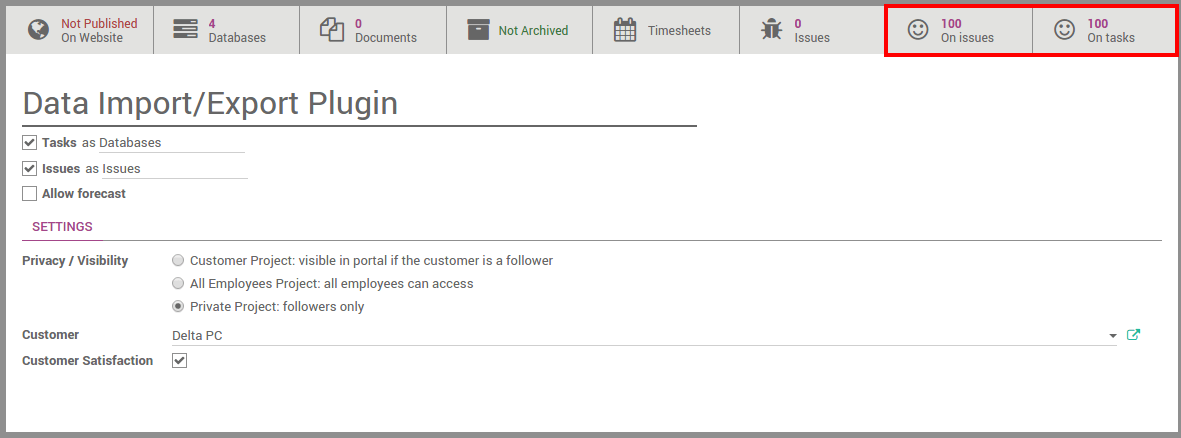 Not Published
On Website
4
Databases
0
Documents
Not Archived
Timesheets
0
Issues
100
On issues
100
On tasks
Data Import/Export Plugin
Tasks as Databases
Issues as Issues
Allow forecast
SETTINGS
Privacy / Visibility
Customer Project: visible in portal if the customer is a follower
All Employees Project: all employees can access
Private Project: followers only
Customer Delta PC
Customer Satisfaction